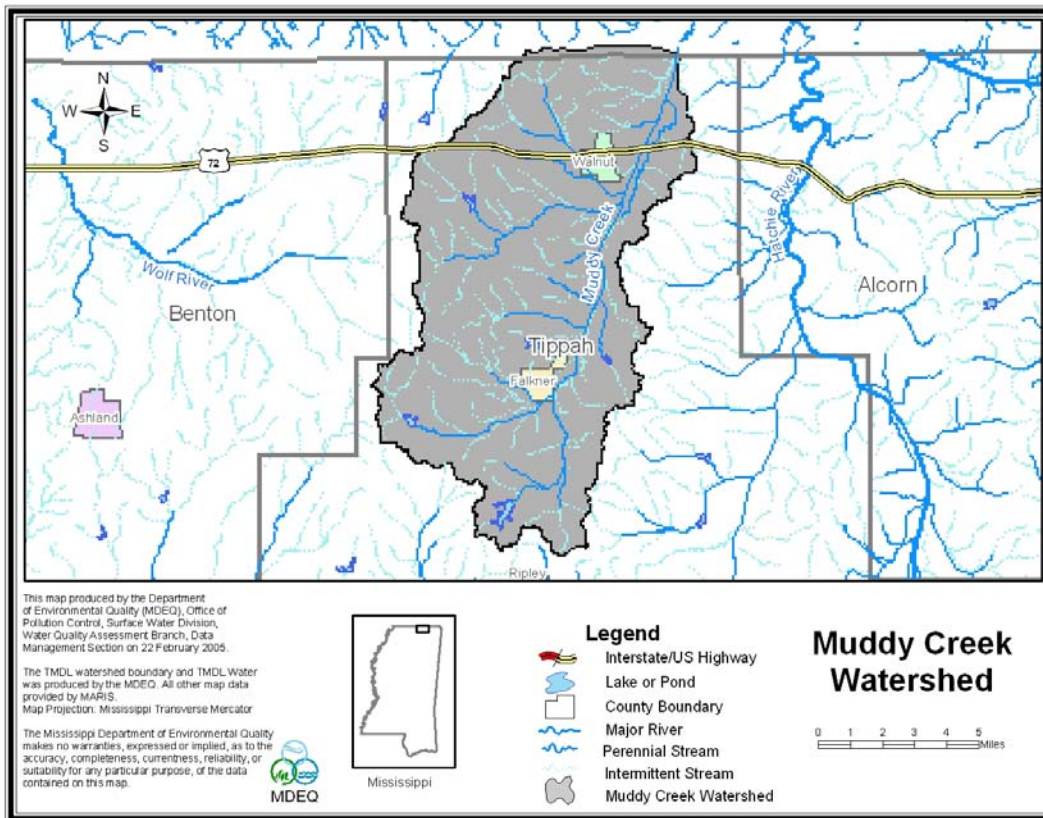 N
W E
S
72
Walnut
Muddy Creek
Hatchie River
Wolf River
Benton
Alcorn
Tippah
Falkner
Ashland
Ripley
This map produced by the Department
of Environmental Quality (MDEQ), Office of
Pollution Control, Surface Water Division,
Water Quality Assessment Branch, Data
Management Section on 22 February 2005.
The TMDL watershed boundary and TMDL Water
was produced by the MDEQ. All other map data
provided by MARIS.
Map Projection: Mississippi Transverse Mercator
The Mississippi Department of Environmental Quality
makes no warranties, expressed or implied, as to the
accuracy, completeness, currentness, reliability, or
suitability for any particular purpose, of the data
contained on this map.
MDEQ
Mississippi
Legend
Interstate/US Highway
Lake or Pond
County Boundary
Major River
Perennial Stream
Intermittent Stream
Muddy Creek Watershed
Muddy Creek
Watershed
0 1 2 3 4 5
Miles